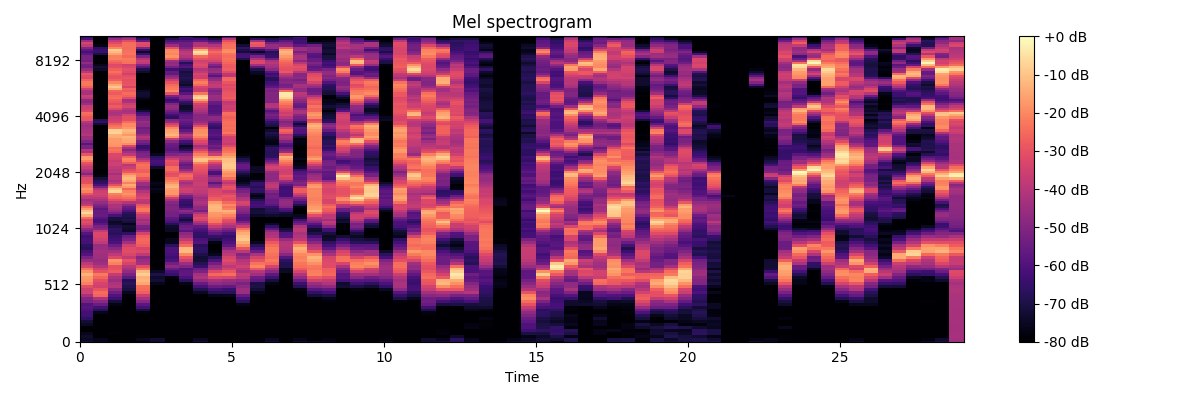 Mel spectrogram
Hz
8192
4096
2048
1024
512
0
0 5 10 15 20 25
Time
+0 dB
-10 dB
-20 dB
-30 dB
-40 dB
-50 dB
-60 dB
-70 dB
-80 dB